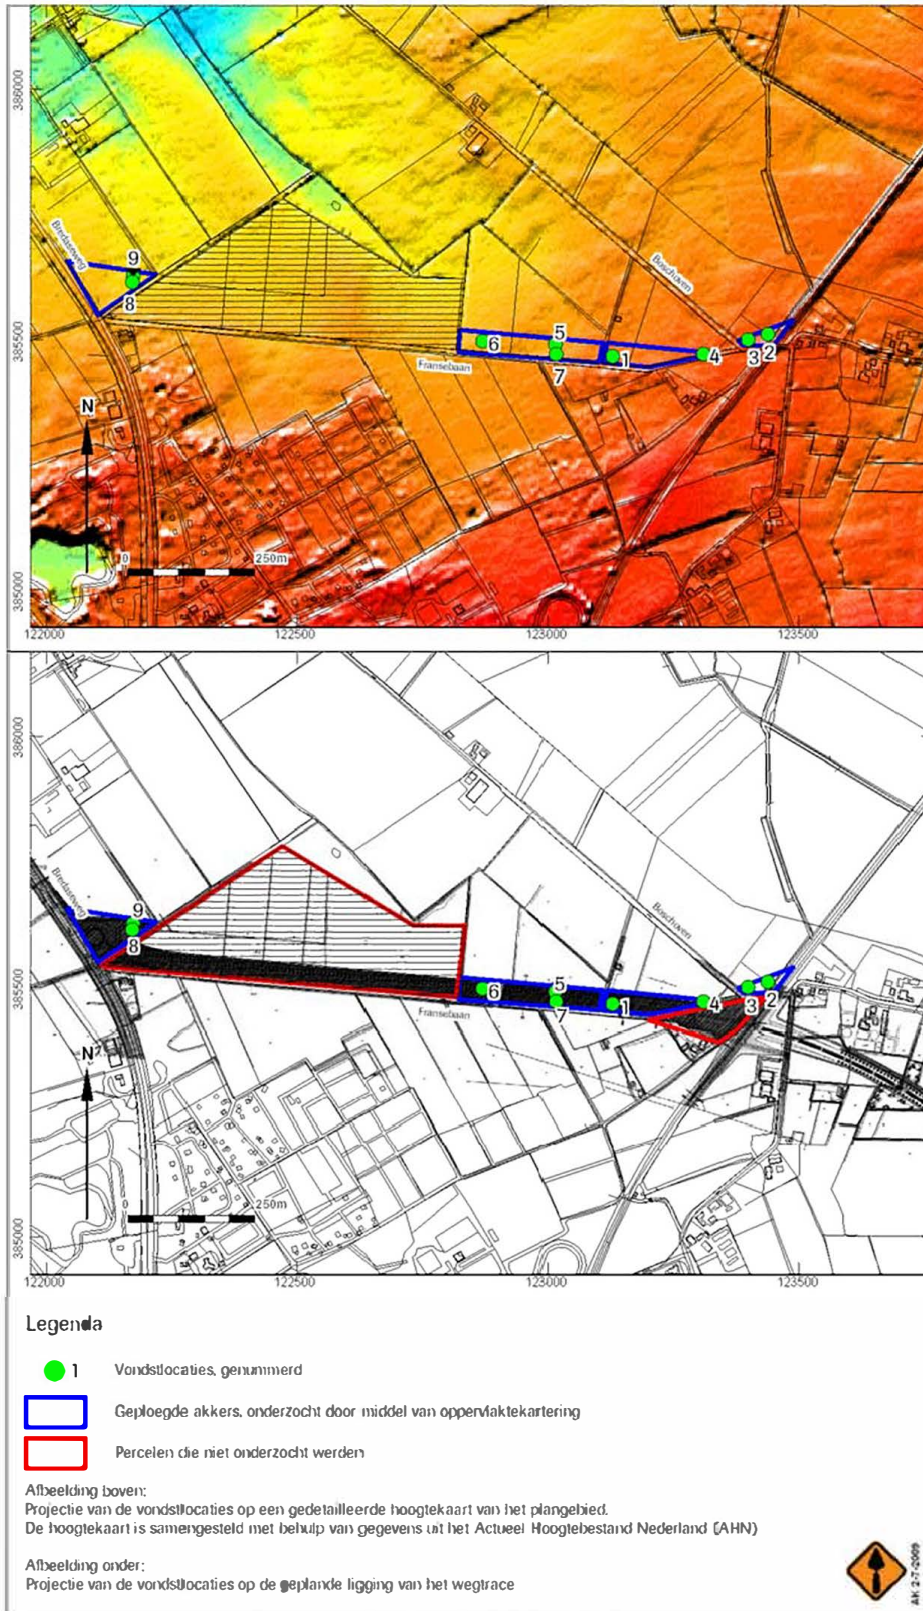 386000
385500
385000
Bredaseweg
Boschoven
Fransebaan
9
8
6
5
7
1
4
3
2
N
0
250m
122000
122500
123000
123500
386000
385500
385000
Bredaseweg
Boschoven
Fransebaan
9
8
6
5
7
1
4
3
2
N
250m
122000
122500
123000
123500
Legenda
1 Vondstlocaties, genummerd
Geploegde akkers, onderzocht door middel van oppervlaktekartering
Percelen die niet onderzocht werden
Afbeelding boven:
Projectie van de vondstlocaties op een gedetailleerde hoogtekaart van het plangebied.
De hoogtekaart is samengesteld met behulp van gegevens uit het Actueel Hoogtebestand Nederland (AHN)
Afbeelding onder:
Projectie van de vondstlocaties op de geplande ligging van het wegtrace
AK 2-7-2009